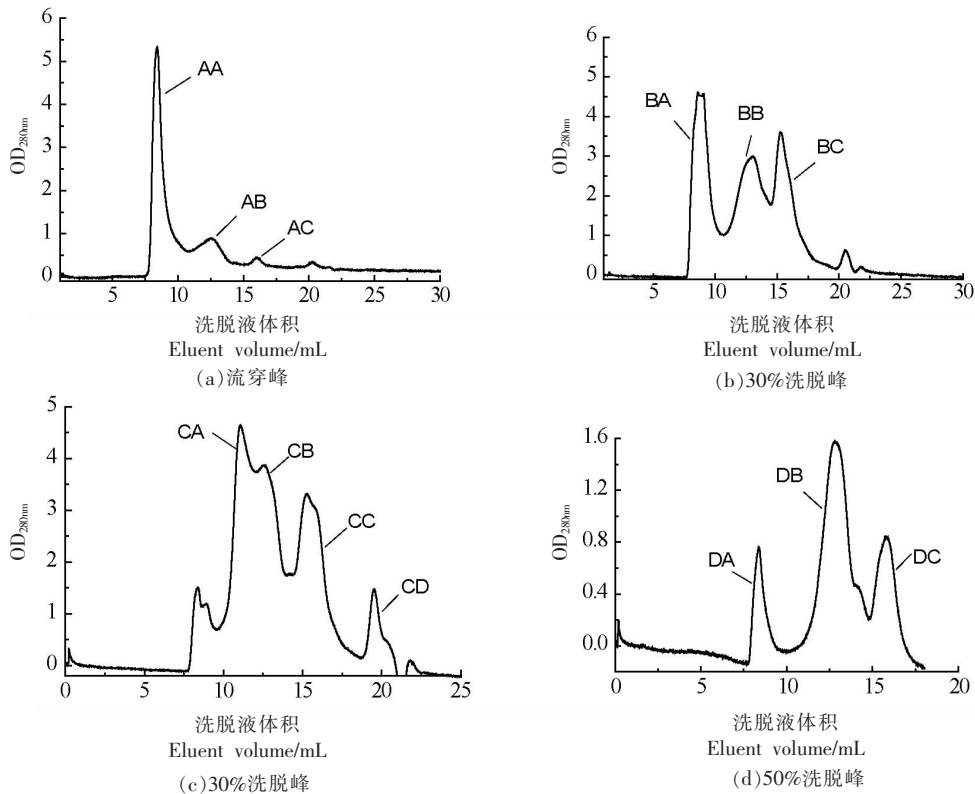 6
5
4
3
2
1
0
OD280nm
AA
AB
AC
5 10 15 20 25 30
洗脱液体积
Eluent volume/mL
(a)流穿峰
6
5
4
3
2
1
0
OD280nm
BA
BB
BC
5 10 15 20 25 30
洗脱液体积
Eluent volume/mL
(b)30%洗脱峰
5
4
3
2
1
0
OD280nm
CA
CB
CC
CD
0 5 10 15 20 25
洗脱液体积
Eluent volume/mL
(c)30%洗脱峰
1.6
1.2
0.8
0.4
0.0
OD280nm
DA
DB
DC
0 5 10 15 20
洗脱液体积
Eluent volume/mL
(d)50%洗脱峰